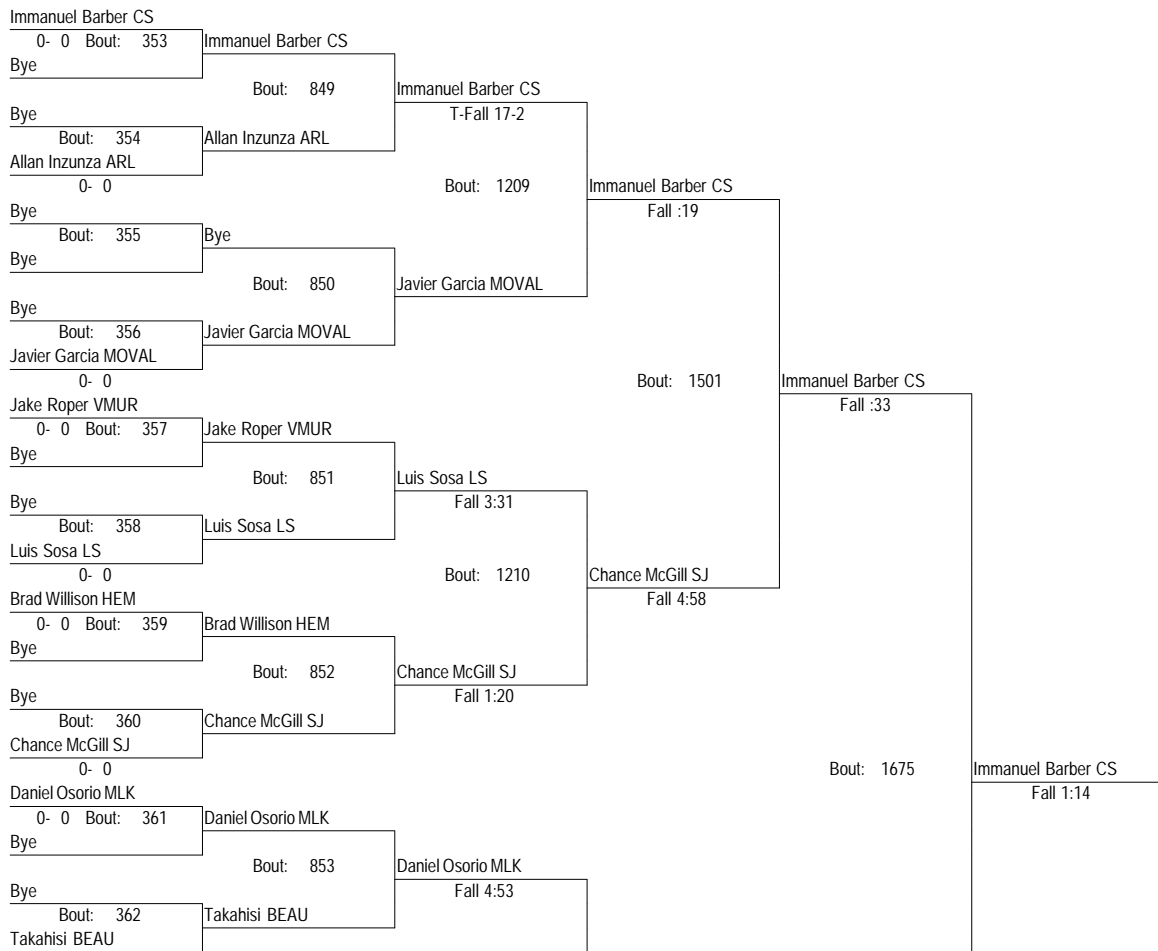 Immanuel Barber CS
0- 0 Bout: 353
Immanuel Barber CS
Bye
Bout: 849
Immanuel Barber CS
Bye
T-Fall 17-2
Bout: 354
Allan Inzunza ARL
Allan Inzunza ARL
0- 0
Bout: 1209
Immanuel Barber CS
Bye
Fall :19
Bout: 355
Bye
Bye
Bout: 850
Javier Garcia MOVAL
Bye
Bout: 356
Javier Garcia MOVAL
Javier Garcia MOVAL
0- 0
Bout: 1501
Immanuel Barber CS
Jake Roper VMUR
Fall :33
0- 0 Bout: 357
Jake Roper VMUR
Bye
Bout: 851
Luis Sosa LS
Bye
Fall 3:31
Bout: 358
Luis Sosa LS
Luis Sosa LS
0- 0
Bout: 1210
Chance McGill SJ
Brad Willison HEM
Fall 4:58
0- 0 Bout: 359
Brad Willison HEM
Bye
Bout: 852
Chance McGill SJ
Bye
Fall 1:20
Bout: 360
Chance McGill SJ
Chance McGill SJ
0- 0
Bout: 1675
Immanuel Barber CS
Daniel Osorio MLK
Fall 1:14
0- 0 Bout: 361
Daniel Osorio MLK
Bye
Bout: 853
Daniel Osorio MLK
Bye
Fall 4:53
Bout: 362
Takahisi BEAU
Takahisi BEAU